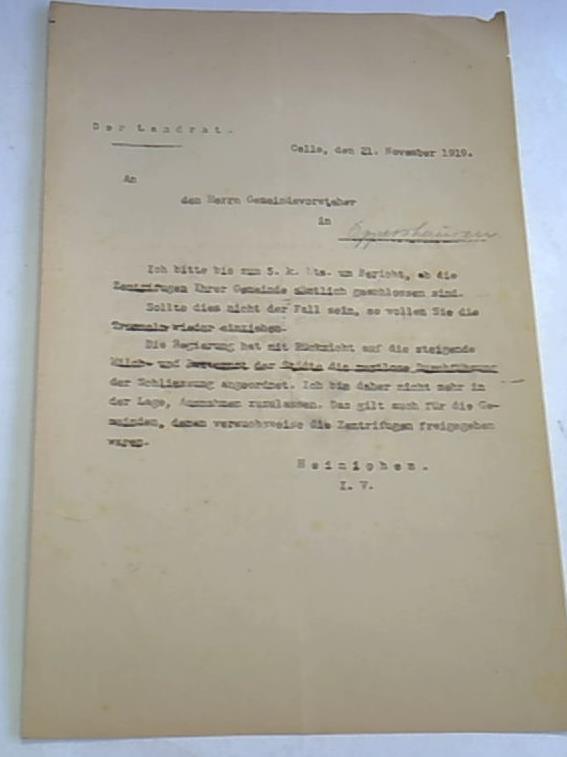 Der Landrat.
Celle, den 21. November 1919.
An
den Herrn Gemeindevorsteher
in
Ich bitte bis zum 5. k. Mts. um Bericht, ob die
Zentrifugen Ihrer Gemeinde sämtlich geschlossen sind.
Sollte dies nicht der Fall sein, so wollen Sie die
Trommeln wieder einziehen.
Die Regierung hat mit Rücksicht auf die steigende
Milch- und der Städte die restlose Durchführung
der Schliessung angeordnet. Ich bin daher nicht mehr in
der Lage, Ausnahmen zuzulassen. Das gilt auch für die Ge-
meinden, denen versuchsweise die Zentrifugen freigegeben
waren.
Heinichen.
I. V.